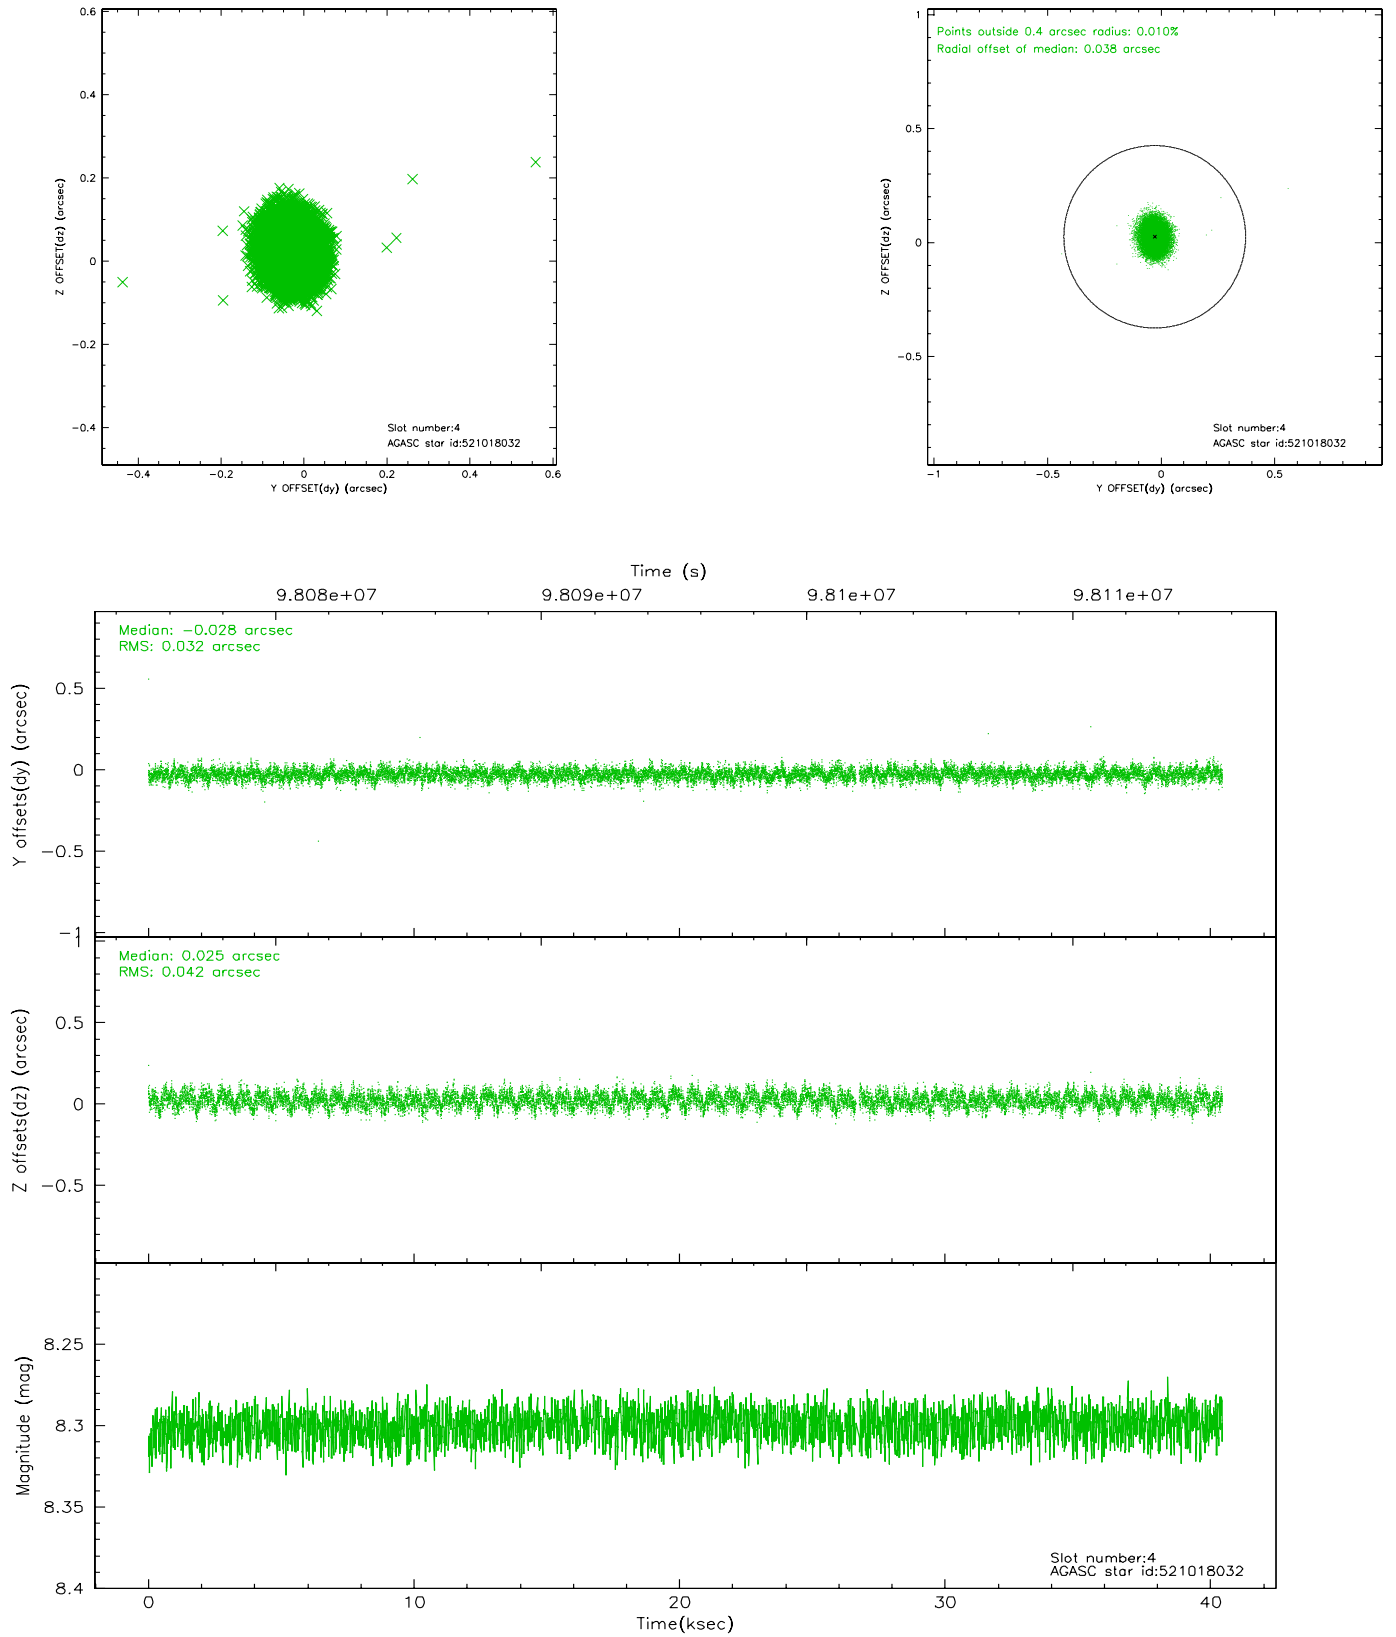 0.6
0.4
0.2
0
−0.2
−0.4
Z OFFSET(dz) (arcsec)
Slot number:4
AGASC star id:521018032
−0.4
−0.2
0
0.2
0.4
0.6
Y OFFSET(dy) (arcsec)
Points outside 0.4 arcsec radius: 0.010%
Radial offset of median: 0.038 arcsec
1
0.5
0
−0.5
Z OFFSET(dz) (arcsec)
Slot number:4
AGASC star id:521018032
−1
−0.5
0
0.5
Y OFFSET(dy) (arcsec)
Time (s)
9.808e+07
9.809e+07
9.81e+07
9.811e+07
Median: −0.028 arcsec
RMS: 0.032 arcsec
0.5
0
−0.5
−1
Y offsets(dy) (arcsec)
Median: 0.025 arcsec
RMS: 0.042 arcsec
1
0.5
0
−0.5
Z offsets(dz) (arcsec)
8.25
8.3
8.35
8.4
Magnitude (mag)
Slot number:4
AGASC star id:521018032
0
10
20
30
40
Time(ksec)